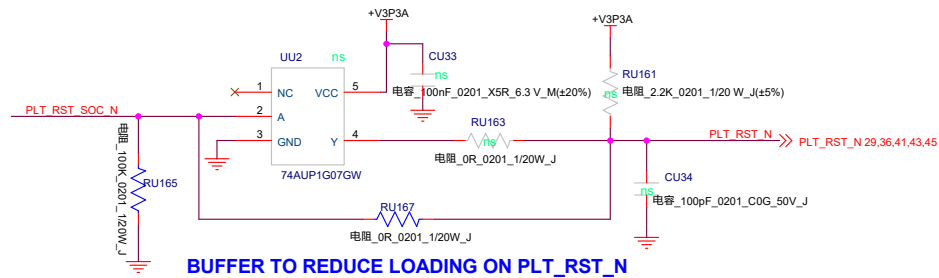 +V3P3A
+V3P3A
UU2
ns
CU33
ns
电容_100nF_0201_X5R_6.3 V_M(±20%)
RU161
ns
电阻_2.2K_0201_1/20 W_J(±5%)
1
NC
VCC
5
PLT_RST_SOC_N
2
A
3
GND
Y
4
74AUP1G07GW
RU163
ns
电阻_0R_0201_1/20W_J
PLT_RST_N
PLT_RST_N 29,36,41,43,45
电阻_100K_0201_1/20W_J
RU165
CU34
ns
电容_100pF_0201_C0G_50V_J
RU167
电阻_0R_0201_1/20W_J
BUFFER TO REDUCE LOADING ON PLT_RST_N